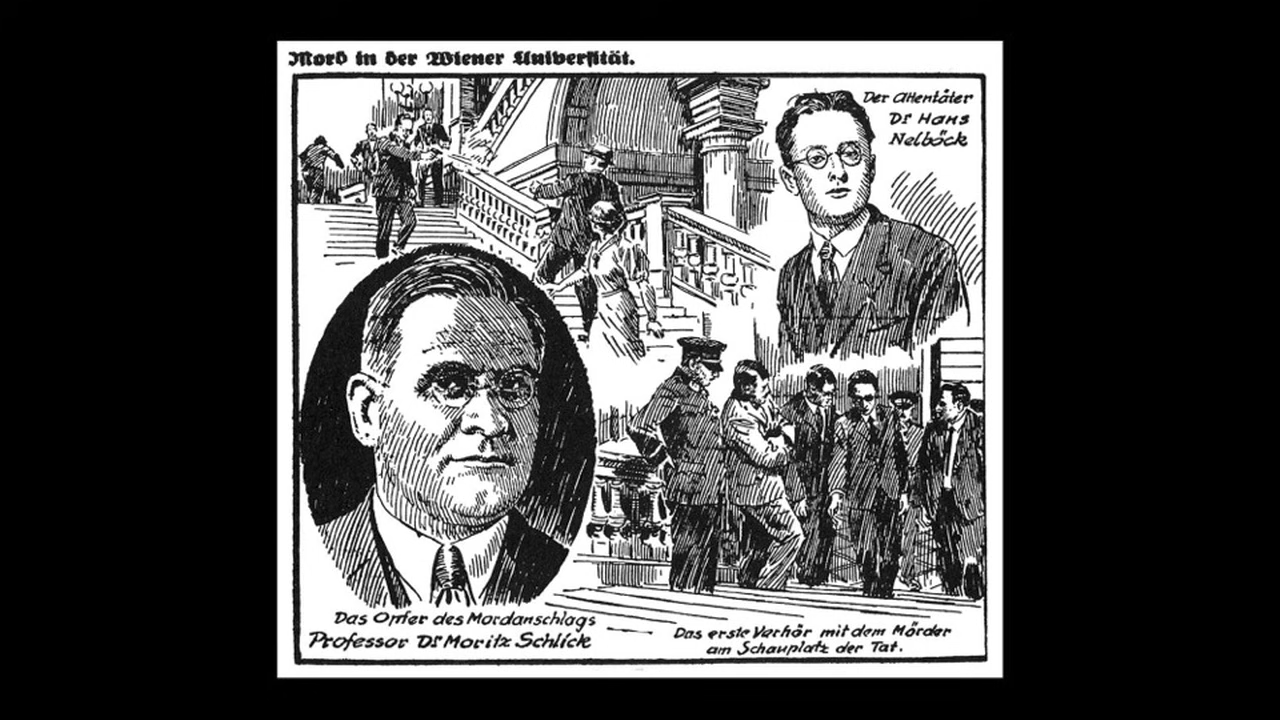 Mord in der Wiener Universität.
Der Attentäter
Dr Hans
Nelböck
Das Opfer des Mordanschlags
Professor Dr Moritz Schlick
Das erste Verhör mit dem Mörder
am Schauplatz der Tat.